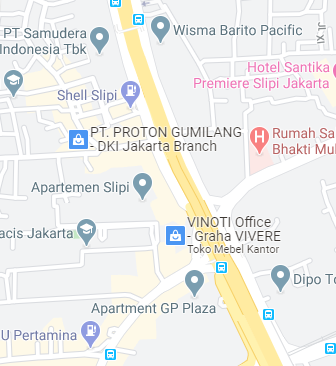 PT Samudera
Indonesia Tbk
Wisma Barito Pacific
Jl. XI
Hotel Santika
Premiere Slipi Jakarta
Shell Slipi
PT. PROTON GUMILANG
- DKI Jakarta Branch
H
Rumah Sa
Bhakti Mul
Apartemen Slipi
VINOTI Office
- Graha VIVERE
Toko Mebel Kantor
acis Jakarta
Dipo To
Apartment GP Plaza
U Pertamina